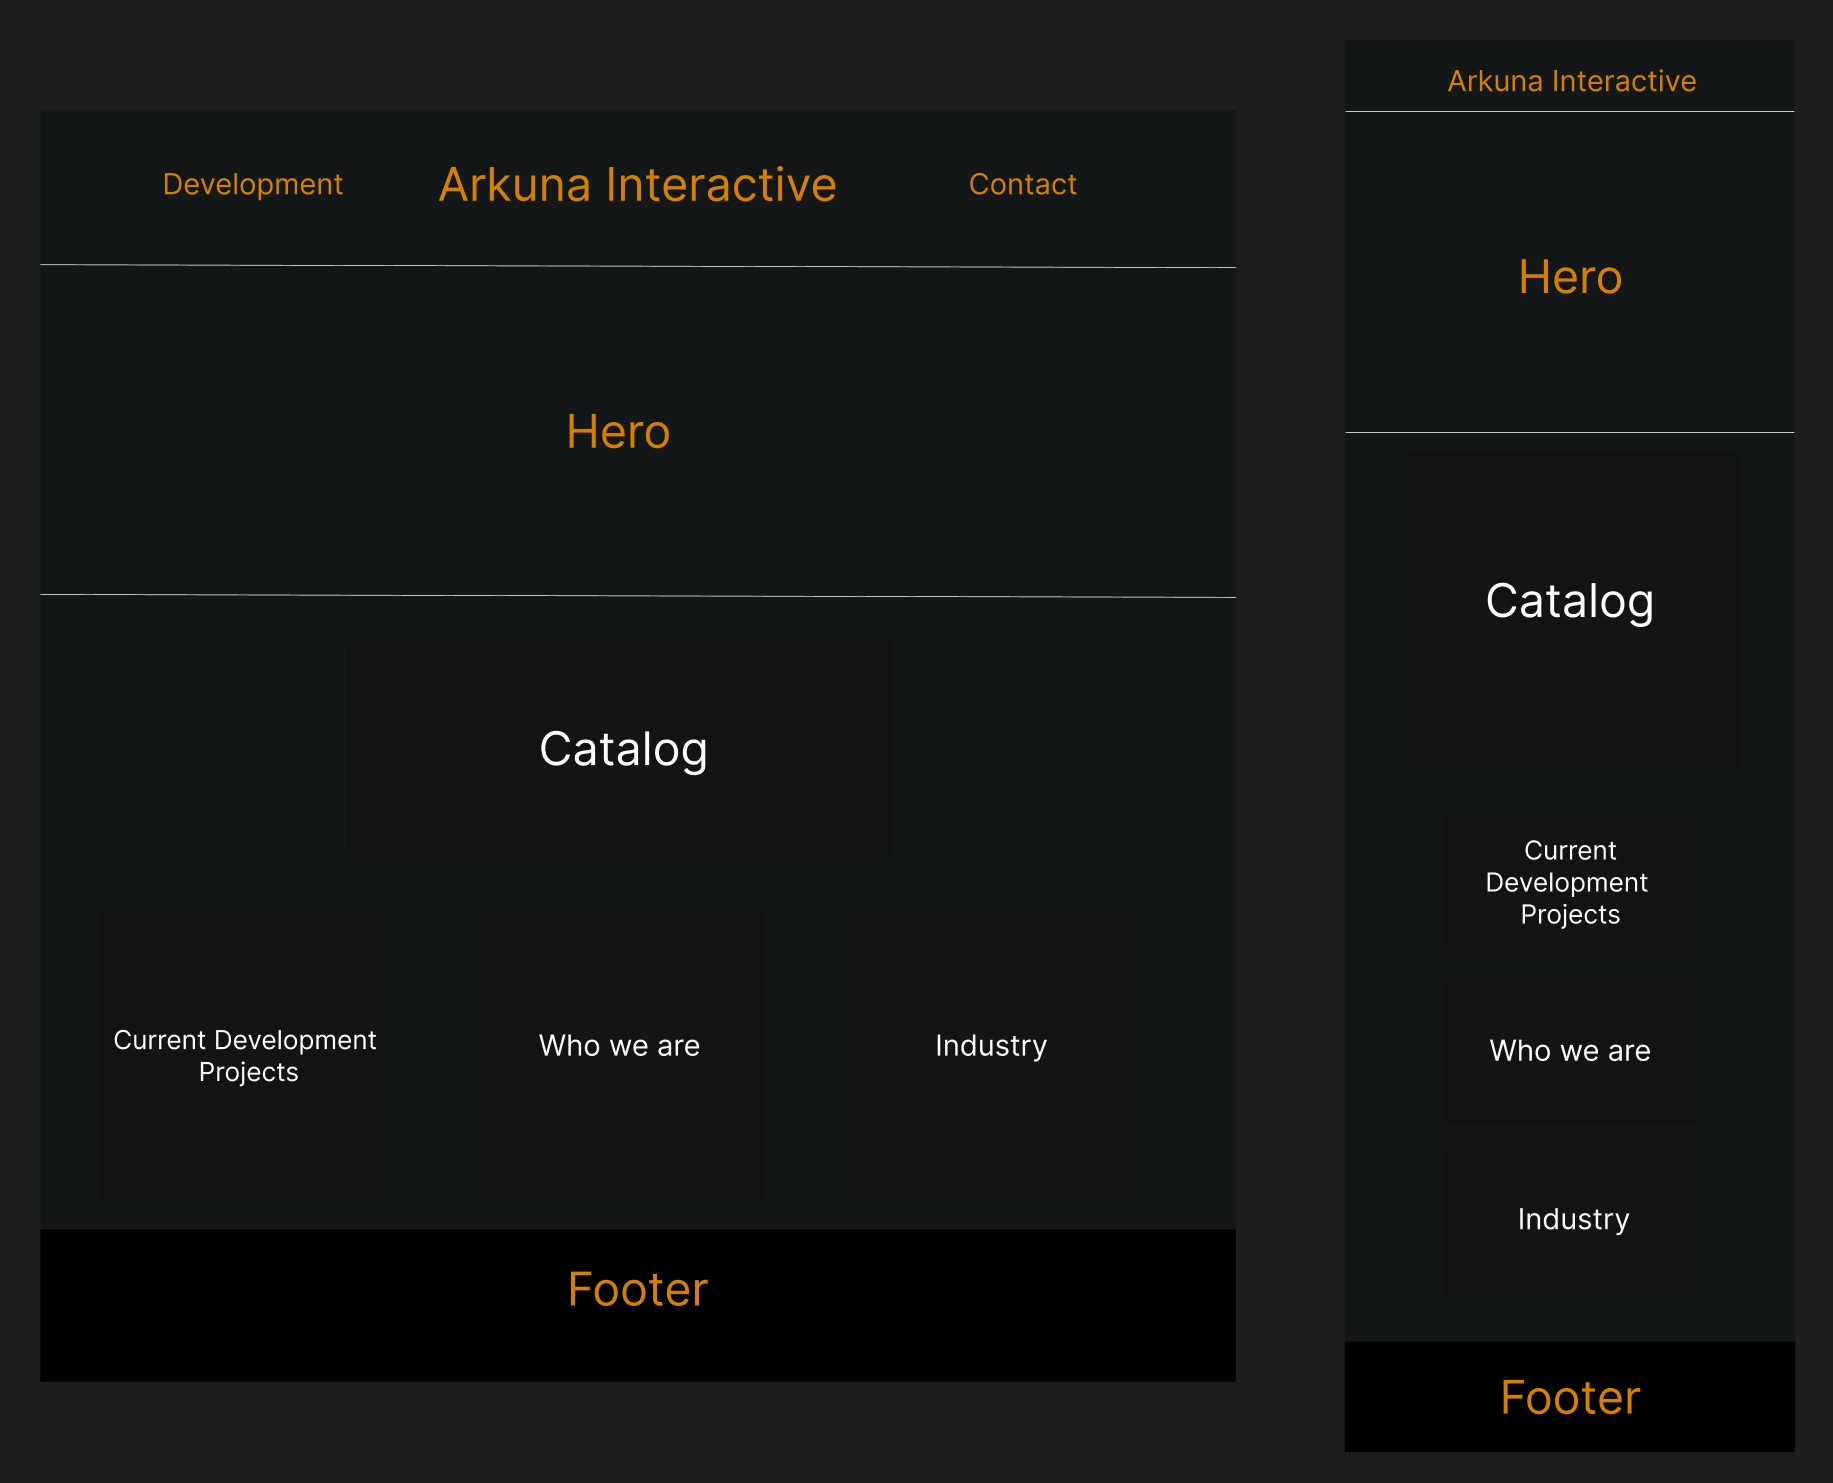 Development
Arkuna Interactive
Contact
Hero
Catalog
Current Development
Projects
Who we are
Industry
Footer
Arkuna Interactive
Hero
Catalog
Current
Development
Projects
Who we are
Industry
Footer